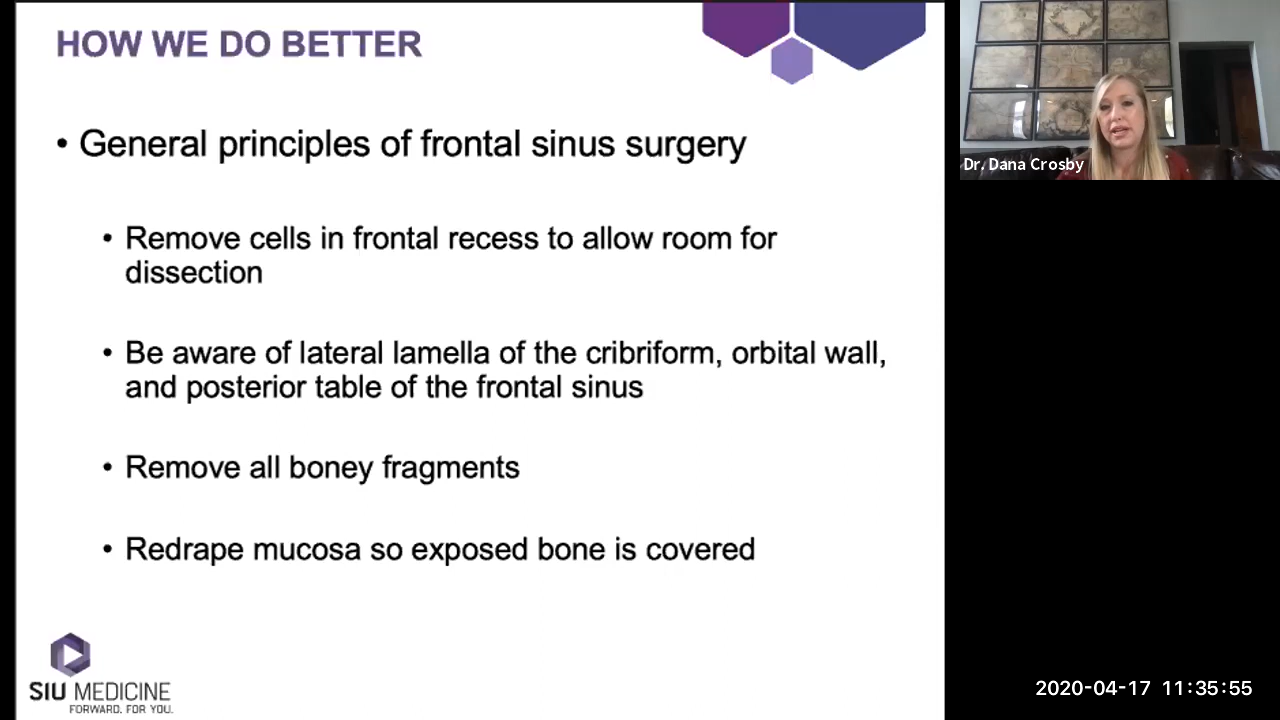 HOW WE DO BETTER
• General principles of frontal sinus surgery
• Remove cells in frontal recess to allow room for
dissection
• Be aware of lateral lamella of the cribriform, orbital wall,
and posterior table of the frontal sinus
• Remove all boney fragments
• Redrape mucosa so exposed bone is covered
SIU MEDICINE
FORWARD. FOR YOU.
Dr. Dana Crosby
2020-04-17 11:35:55